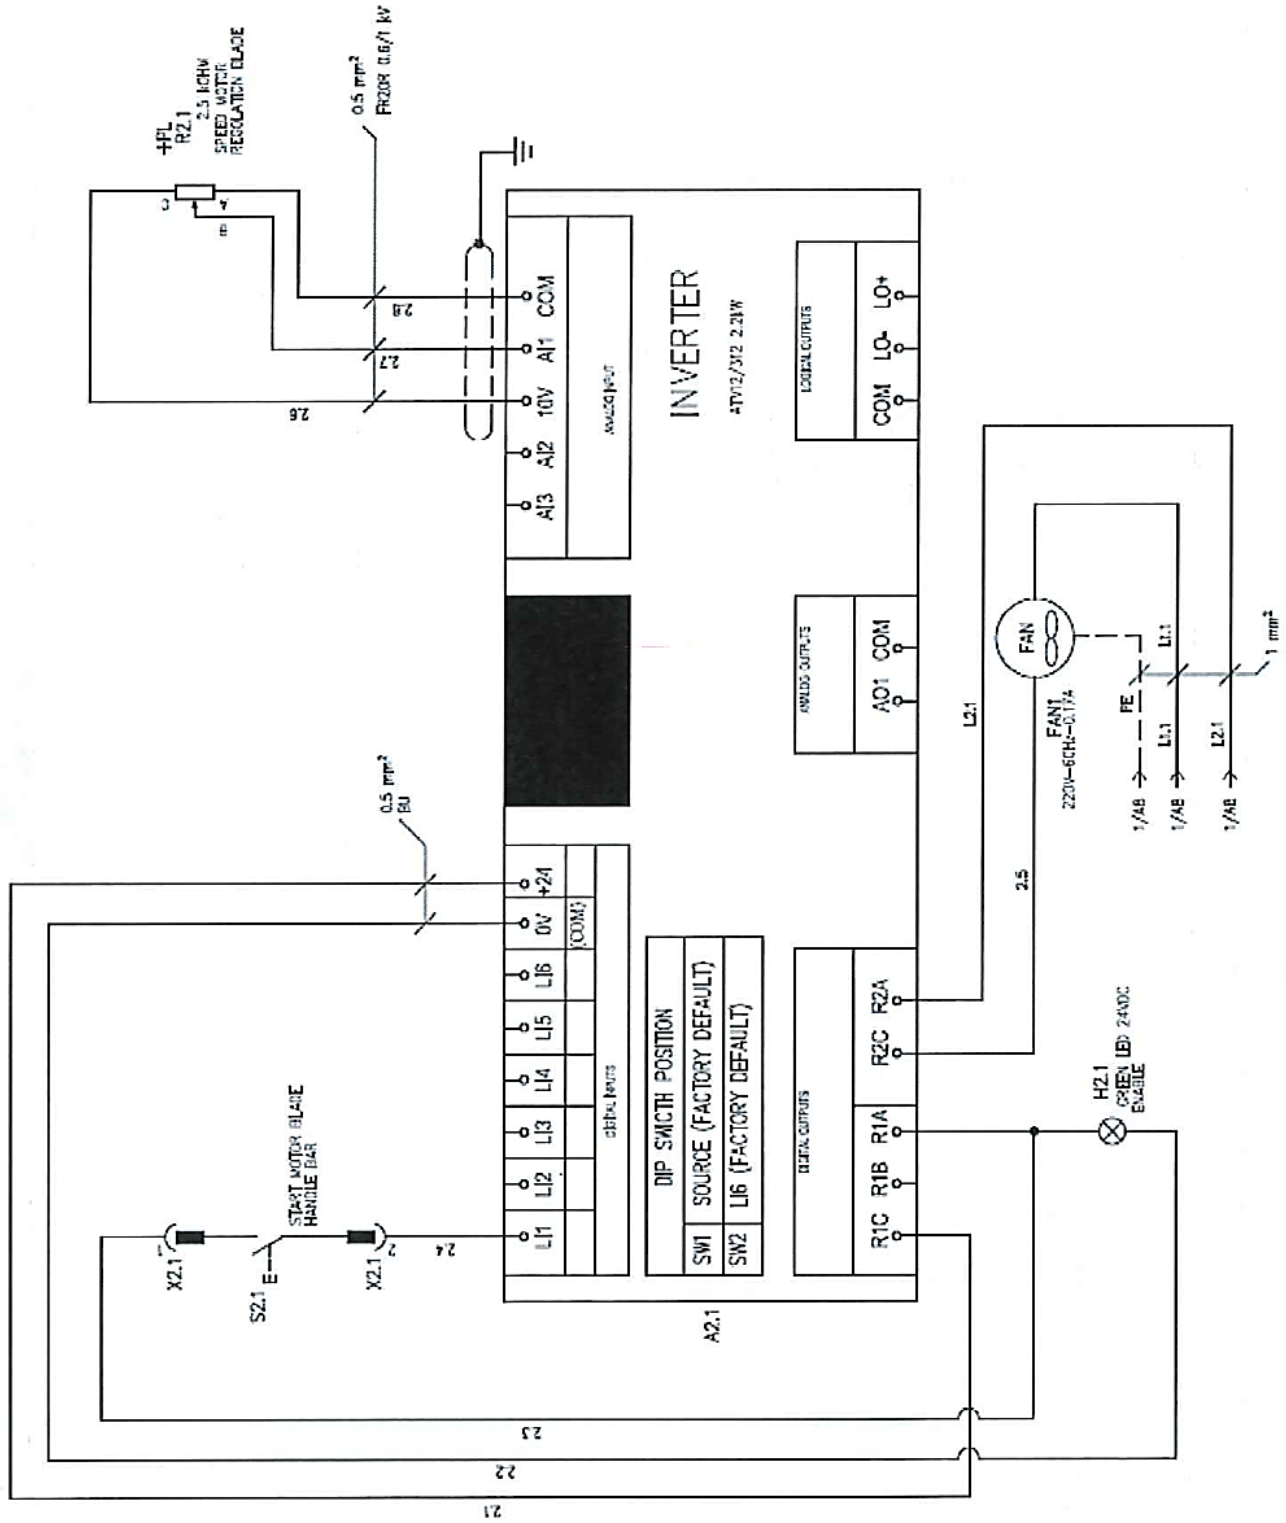 +PL
R2.1
2.5 KOHM
SPEED MOTOR
REGOLATION BLADE
C
A
B
0.5 mm²
FR20R 0.6/1 kV
2.6
2.7
2.8
AI3
AI2
10V
AI1
COM
ANALOG INPUT
0.5 mm²
BU
X2.1
1
S2.1
E
START MOTOR BLADE
HANDLE BAR
X2.1
2
2.4
LI1
LI2
LI3
LI4
LI5
LI6
0V
+24
(COM)
DIGITAL INPUTS
INVERTER
ATV12/312 2.2kW
A2.1
DIP SWICTH POSITION
SW1
SOURCE (FACTORY DEFAULT)
SW2
LI6 (FACTORY DEFAULT)
DIGITAL OUTPUTS
R1C
R1B
R1A
R2C
R2A
ANALOG OUTPUTS
AO1
COM
LOGICAL OUTPUTS
COM
LO-
LO+
2.1
2.2
2.3
2.5
L2.1
FAN
FAN1
220V-60Hz-0.17A
H2.1
GREEN LED 24VDC
ENABLE
1/A8
PE
1/A8
L1.1
L1.1
1/A8
L2.1
1 mm²